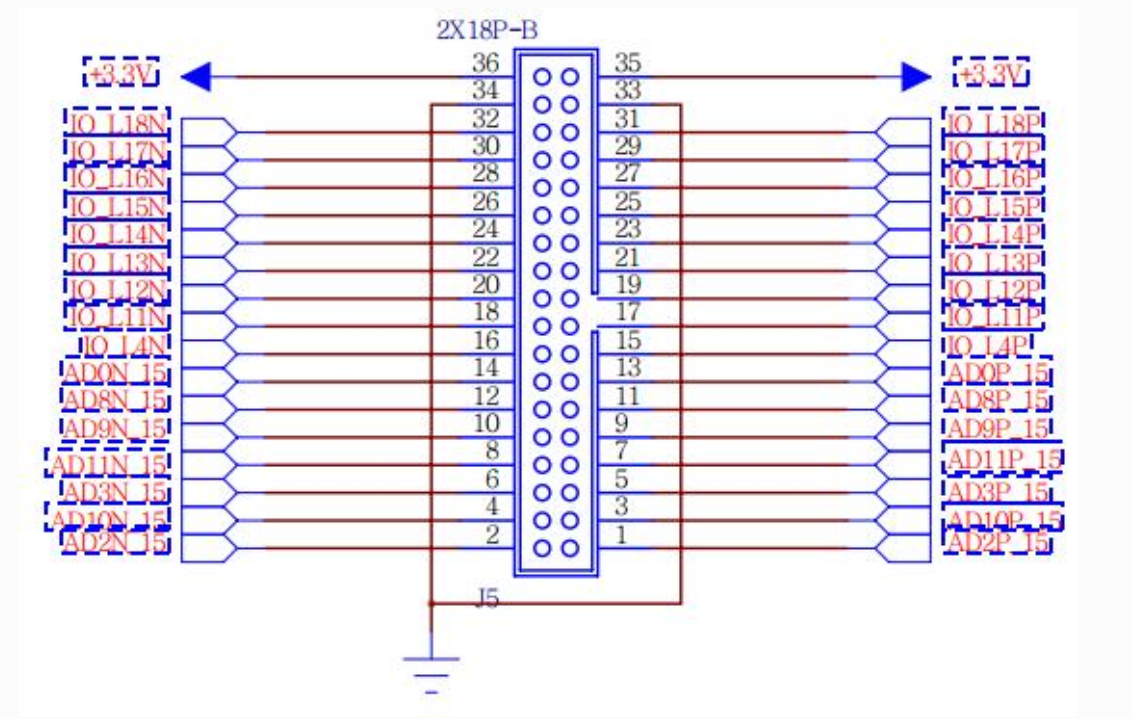 2X18P-B
+3.3V 36 35 +3.3V
34 33
IO_L18N 32 31 IO_L18P
IO_L17N 30 29 IO_L17P
IO_L16N 28 27 IO_L16P
IO_L15N 26 25 IO_L15P
IO_L14N 24 23 IO_L14P
IO_L13N 22 21 IO_L13P
IO_L12N 20 19 IO_L12P
IO_L11N 18 17 IO_L11P
IO_L4N 16 15 IO_L4P
AD0N_15 14 13 AD0P_15
AD8N_15 12 11 AD8P_15
AD9N_15 10 9 AD9P_15
AD11N_15 8 7 AD11P_15
AD3N_15 6 5 AD3P_15
AD10N_15 4 3 AD10P_15
AD2N_15 2 1 AD2P_15
J5